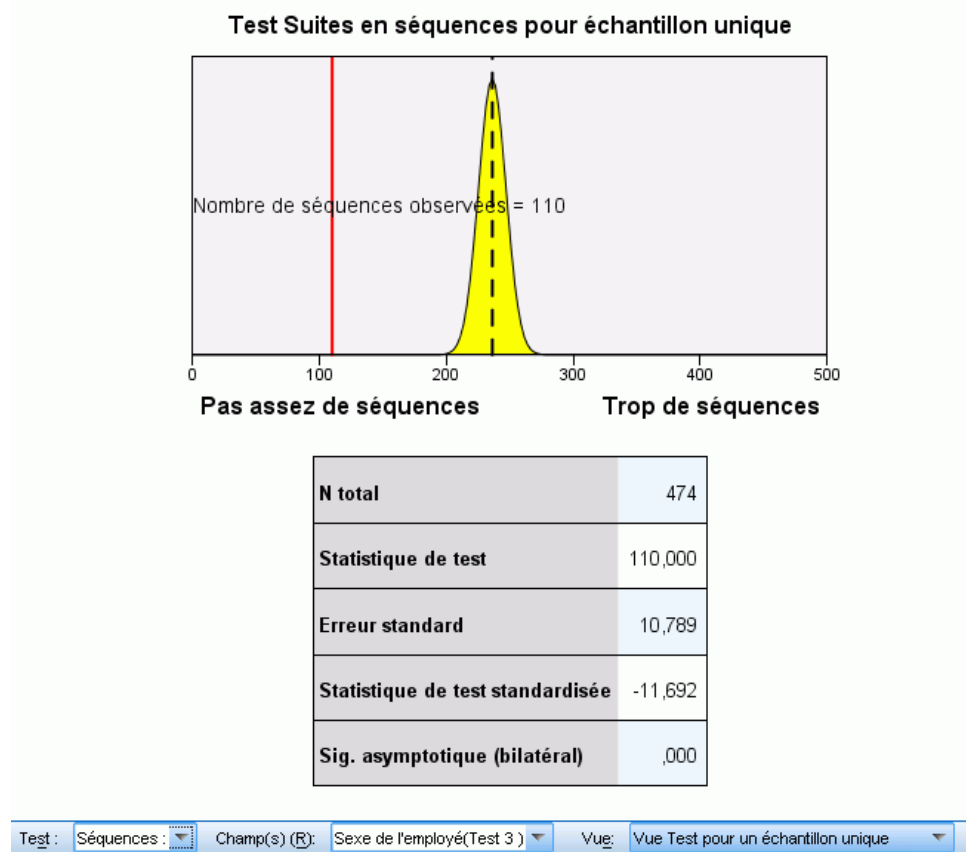 Test Suites en séquences pour échantillon unique
Nombre de séquences observées = 110
0 100 200 300 400 500
Pas assez de séquences Trop de séquences
N total 474
Statistique de test 110,000
Erreur standard 10,789
Statistique de test standardisée -11,692
Sig. asymptotique (bilatéral) ,000
Test : Séquences : Champ(s) (R): Sexe de l'employé(Test 3 ) Vue: Vue Test pour un échantillon unique